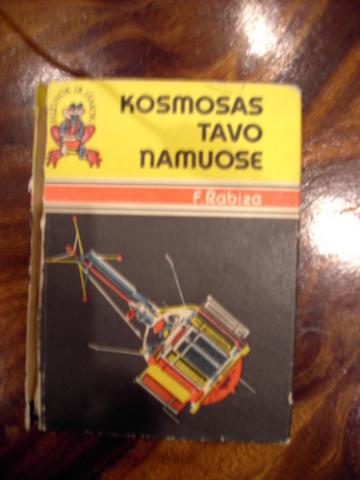 KOSMOSAS
TAVO
NAMUOSE
F. Rabiza